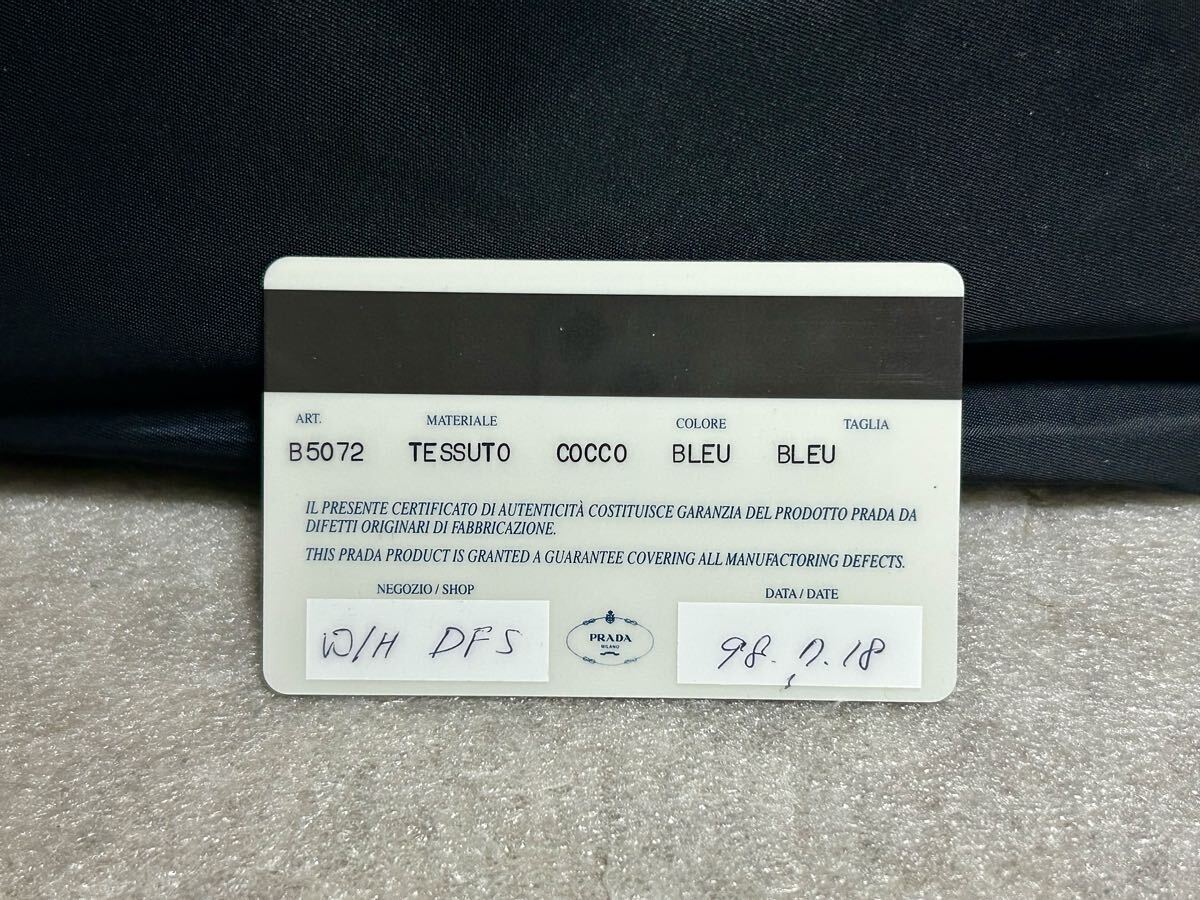 ART. MATERIALE COLORE TAGLIA
B5072 TESSUTO COCCO BLEU BLEU
IL PRESENTE CERTIFICATO DI AUTENTICITÀ COSTITUISCE GARANZIA DEL PRODOTTO PRADA DA
DIFETTI ORIGINARI DI FABBRICAZIONE.
THIS PRADA PRODUCT IS GRANTED A GUARANTEE COVERING ALL MANUFACTORING DEFECTS.
NEGOZIO / SHOP DATA / DATE
W/H DFS
PRADA
MILANO
98. 7. 18